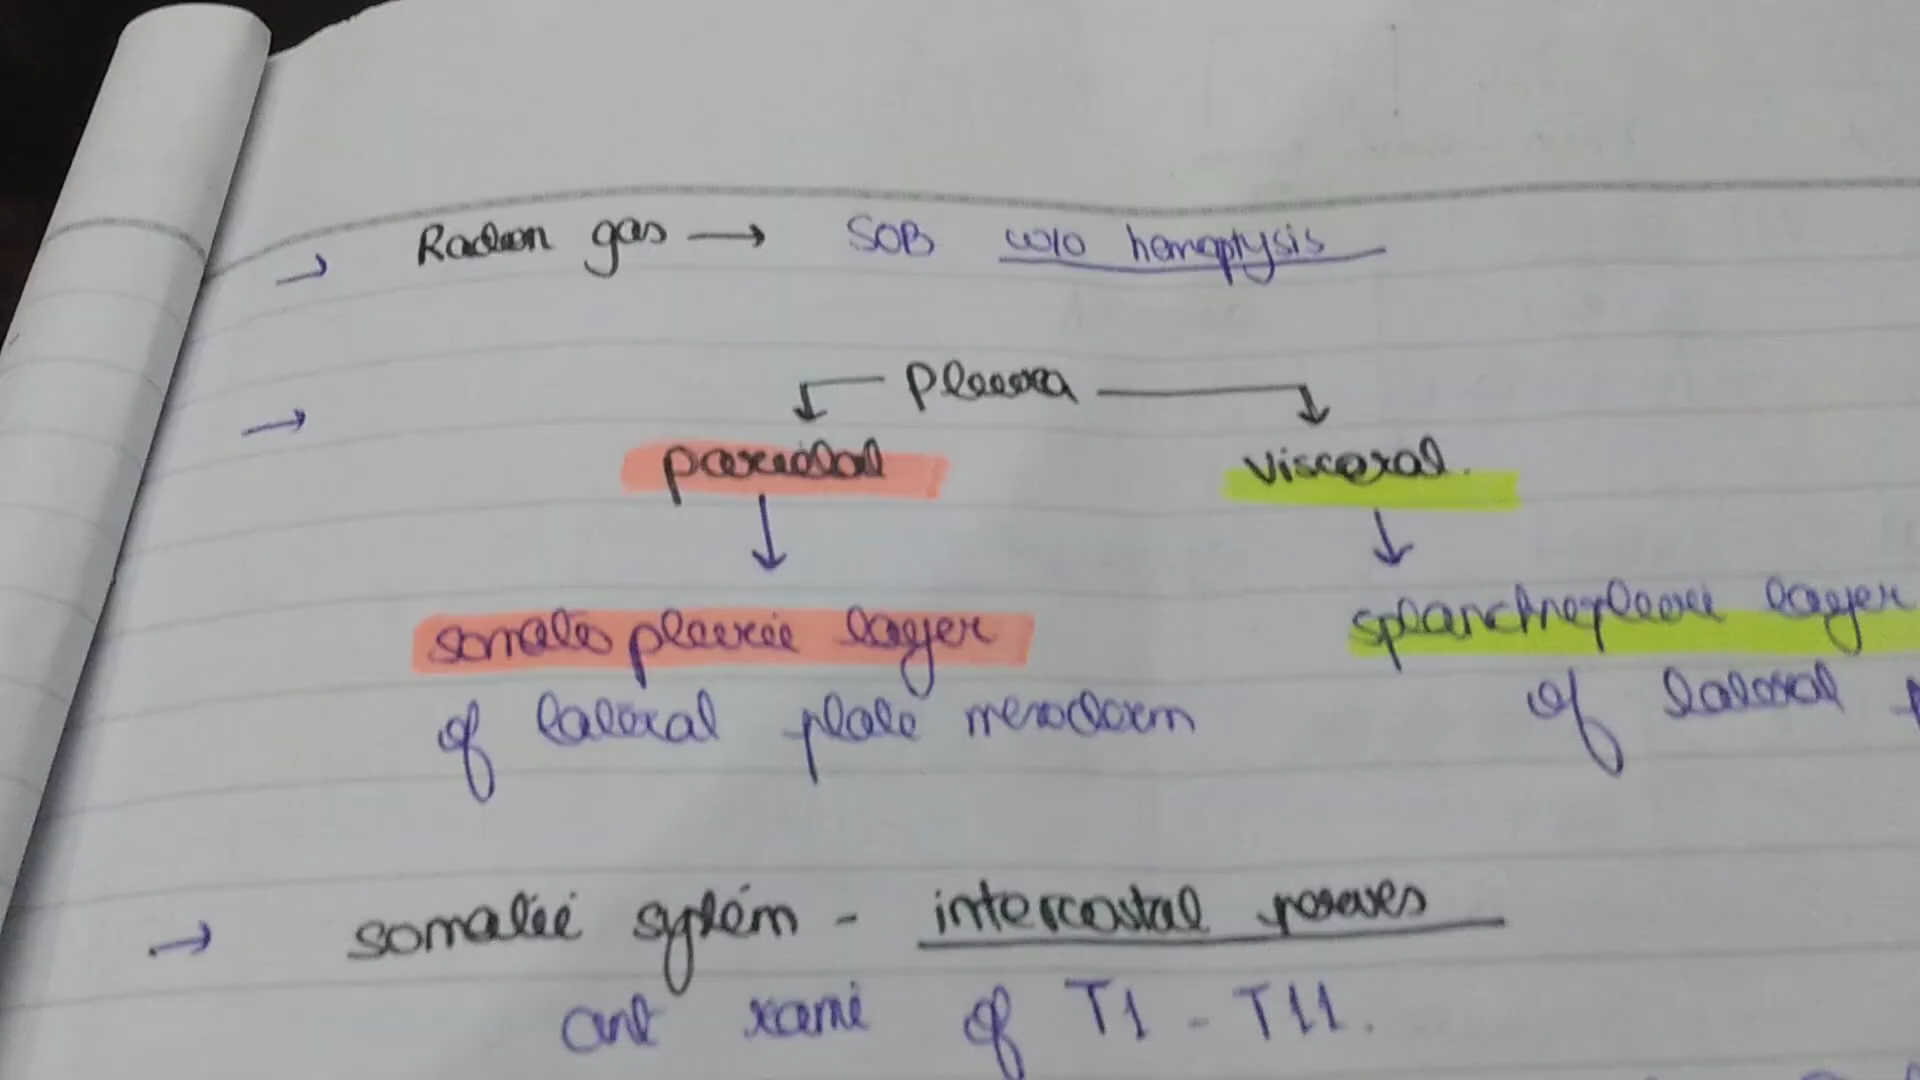 → Radon gas → SOB w/o hemoptysis
→ Pleura
parietal visceral.
somatopleuric layer splanchnopleuric layer
of lateral plate mesoderm of lateral
→ somatic system - intercostal nerves
ant rami of T1 - T11.